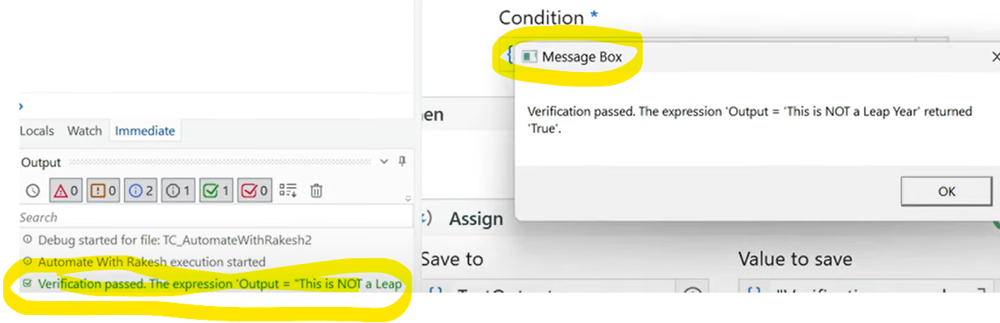 Condition *
Message Box
Verification passed. The expression 'Output = 'This is NOT a Leap Year' returned
'True'.
OK
Locals Watch Immediate
Output
0 0 2 1 1 0
Search
Debug started for file: TC_AutomateWithRakesh2
Automate With Rakesh execution started
Verification passed. The expression 'Output = "This is NOT a Leap
Assign
Save to
Value to save